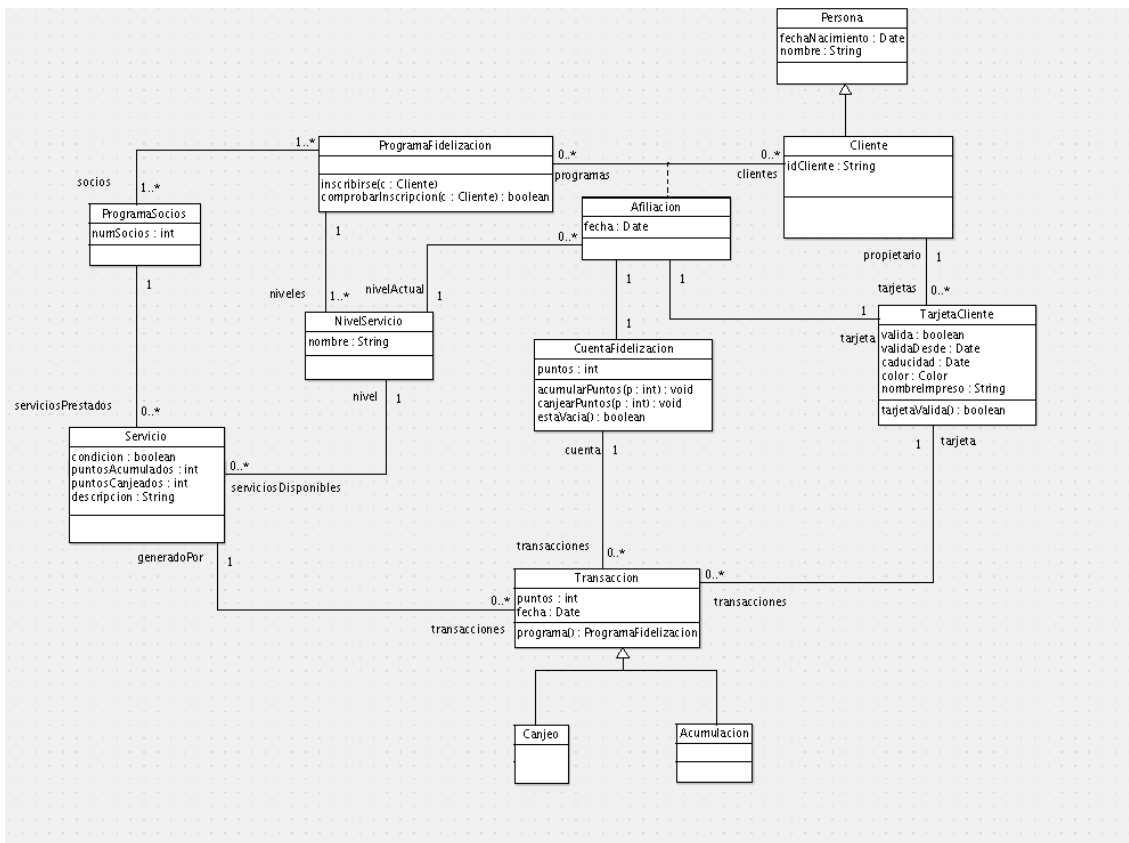 Persona
fechaNacimiento : Date
nombre : String
1..*
ProgramaFidelizacion
0..*
0..*
Cliente
programas
clientes
idCliente : String
inscribirse(c : Cliente)
comprobarInscripcion(c : Cliente) : boolean
socios
1..*
ProgramaSocios
numSocios : int
Afiliacion
fecha : Date
1
0..*
propietario
1
1
niveles
1..*
nivelActual
1
1
1
tarjetas
0..*
NivelServicio
nombre : String
1
1
tarjeta
TarjetaCliente
valida : boolean
validaDesde : Date
caducidad : Date
color : Color
nombreImpreso : String
tarjetaValida() : boolean
CuentaFidelizacion
puntos : int
acumularPuntos(p : int) : void
canjearPuntos(p : int) : void
estaVacia() : boolean
nivel
1
serviciosPrestados
0..*
Servicio
condicion : boolean
puntosAcumulados : int
puntosCanjeados : int
descripcion : String
0..*
serviciosDisponibles
cuenta
1
1
tarjeta
generadoPor
1
transacciones
0..*
0..*
transacciones
0..*
transacciones
Transaccion
puntos : int
fecha : Date
programa() : ProgramaFidelizacion
Canjeo
Acumulacion